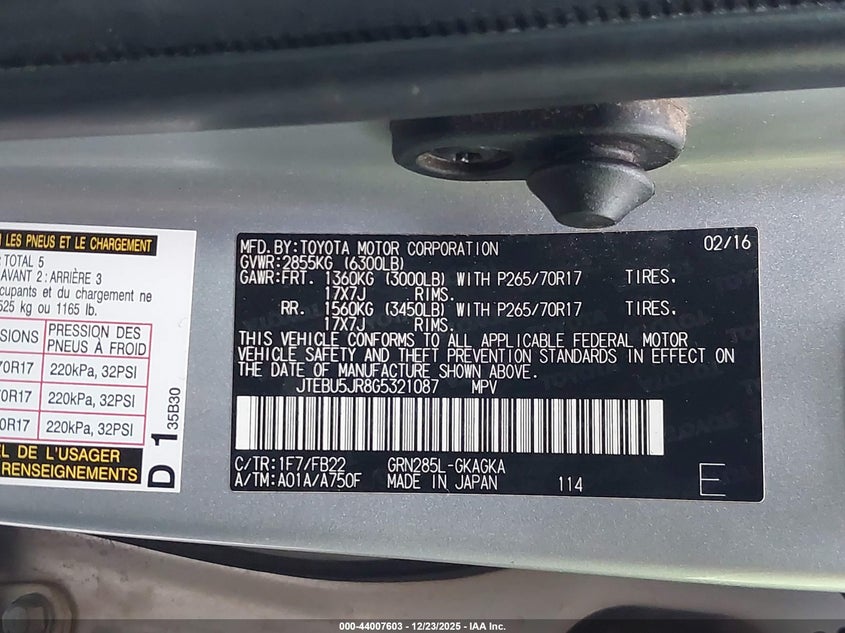 LES PNEUS ET LE CHARGEMENT
TOTAL 5
AVANT 2 : ARRIÈRE 3
cupants et du chargement ne
525 kg ou 1165 lb.
SIONS PRESSION DES
PNEUS À FROID
70R17 220kPa, 32PSI
70R17 220kPa, 32PSI
0R17 220kPa, 32PSI
EL DE L'USAGER
RENSEIGNEMENTS
D 1 35B30
MFD.BY:TOYOTA MOTOR CORPORATION 02/16
GVWR:2855KG (6300LB)
GAWR:FRT. 1360KG (3000LB) WITH P265/70R17 TIRES.
17X7J RIMS.
RR. 1560KG (3450LB) WITH P265/70R17 TIRES.
17X7J RIMS.
THIS VEHICLE CONFORMS TO ALL APPLICABLE FEDERAL MOTOR
VEHICLE SAFETY AND THEFT PREVENTION STANDARDS IN EFFECT ON
THE DATE OF MANUFACTURE SHOWN ABOVE.
JTEBU5JR8G5321087 MPV
C/TR:1F7/FB22 GRN285L-GKAGKA
A/TM:A01A/A750F MADE IN JAPAN 114 E
000-44007603 - 12/23/2025 - IAA Inc.